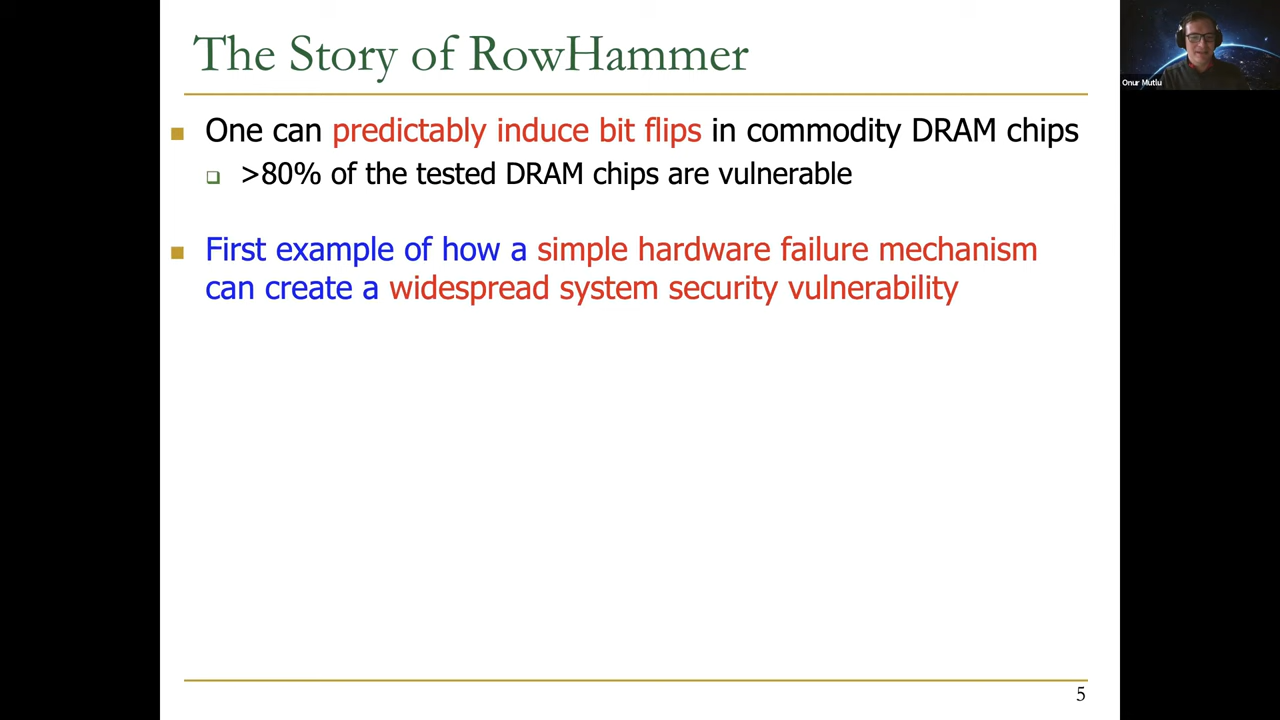 The Story of RowHammer
Onur Mutlu
One can predictably induce bit flips in commodity DRAM chips
>80% of the tested DRAM chips are vulnerable
First example of how a simple hardware failure mechanism
can create a widespread system security vulnerability
5